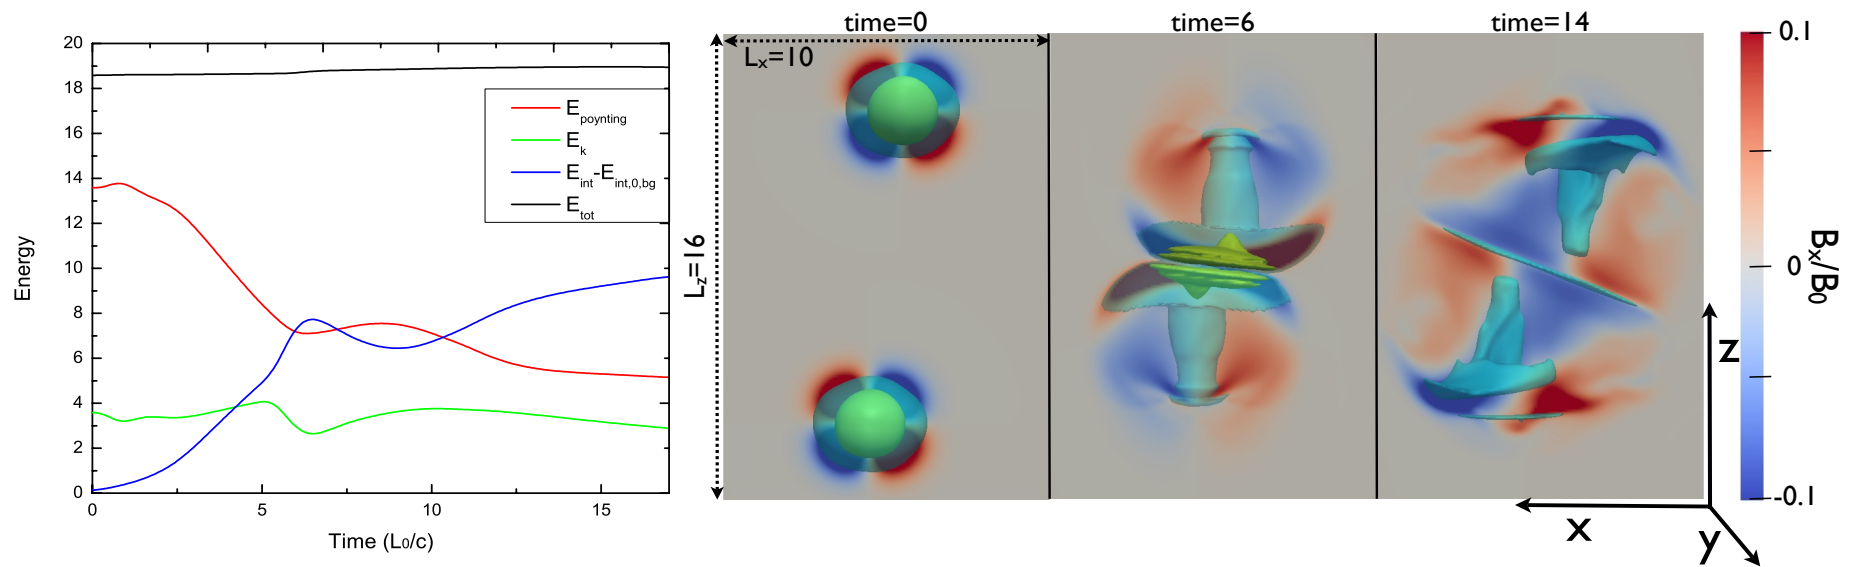 20
18
16
14
12
10
8
6
4
2
0
0 5 10 15
Energy
Time (L₀/c)
E_poynting
E_k
E_int-E_int,0,bg
E_tot
time=0
time=6
time=14
Lₓ=10
L_z=16
0.1
0
-0.1
Bₓ/B₀
z
x
y